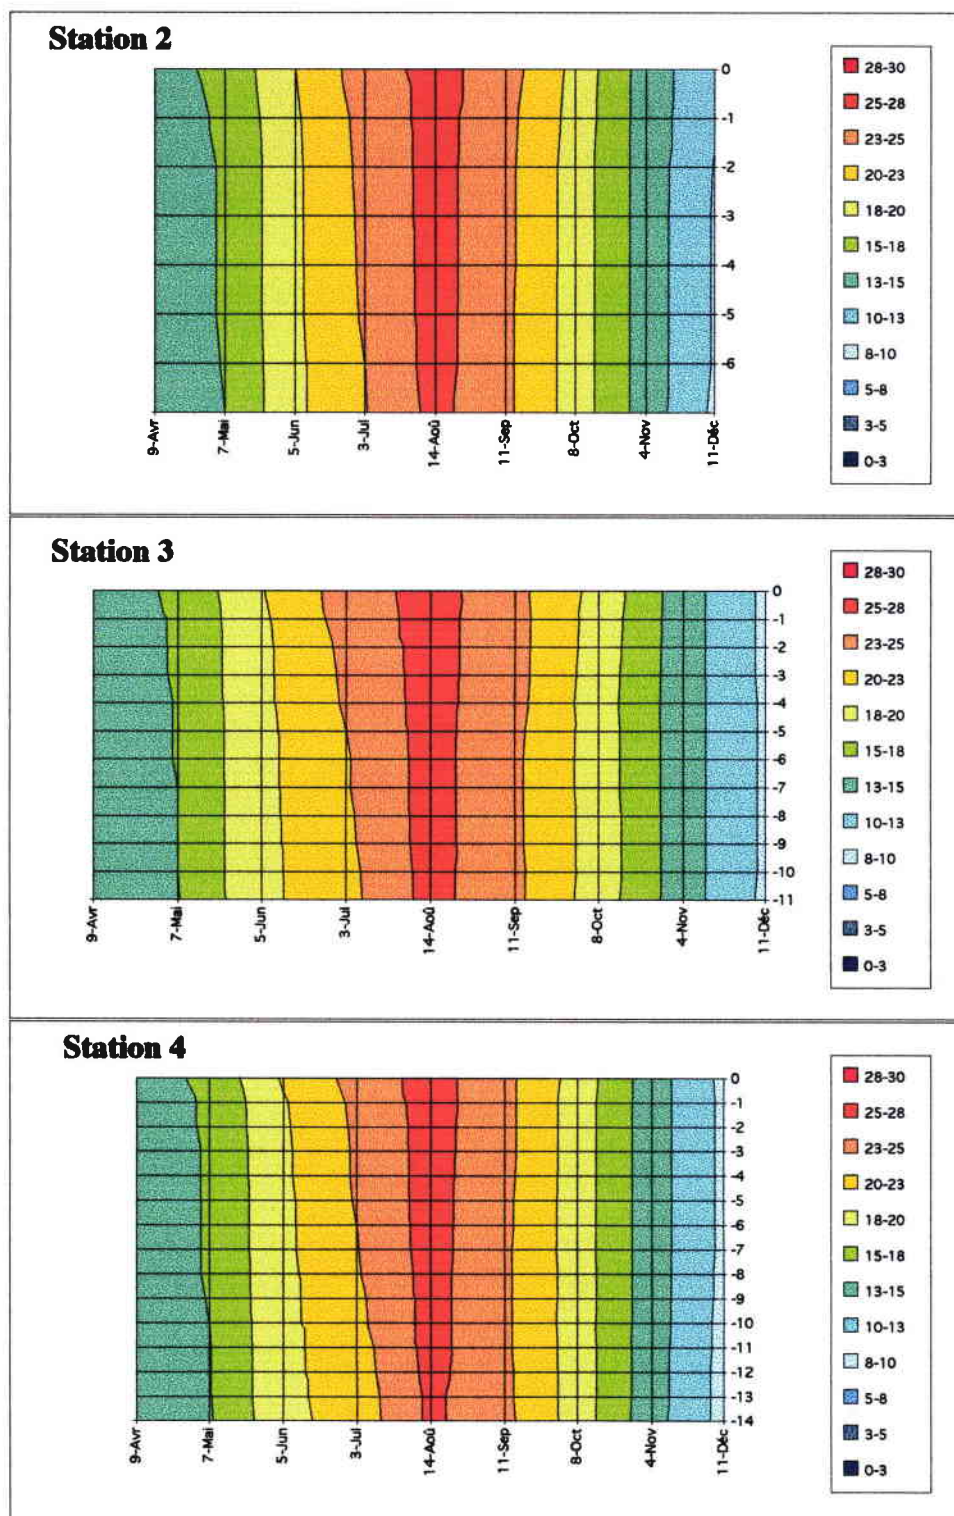 Station 2
0
-1
-2
-3
-4
-5
-6
9-Avr
7-Mai
5-Jun
3-Jul
14-Aoû
11-Sep
8-Oct
4-Nov
11-Déc
28-30
25-28
23-25
20-23
18-20
15-18
13-15
10-13
8-10
5-8
3-5
0-3
Station 3
0
-1
-2
-3
-4
-5
-6
-7
-8
-9
-10
-11
9-Avr
7-Mai
5-Jun
3-Jul
14-Aoû
11-Sep
8-Oct
4-Nov
11-Déc
28-30
25-28
23-25
20-23
18-20
15-18
13-15
10-13
8-10
5-8
3-5
0-3
Station 4
0
-1
-2
-3
-4
-5
-6
-7
-8
-9
-10
-11
-12
-13
-14
9-Avr
7-Mai
5-Jun
3-Jul
14-Aoû
11-Sep
8-Oct
4-Nov
11-Déc
28-30
25-28
23-25
20-23
18-20
15-18
13-15
10-13
8-10
5-8
3-5
0-3